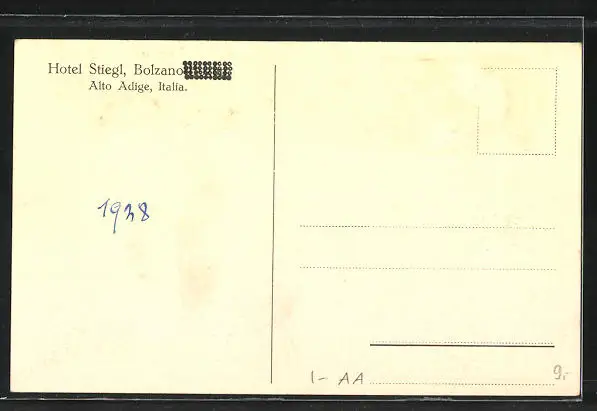 Hotel Stiegl, Bolzano
Alto Adige, Italia.
1938
1- AA
9,-